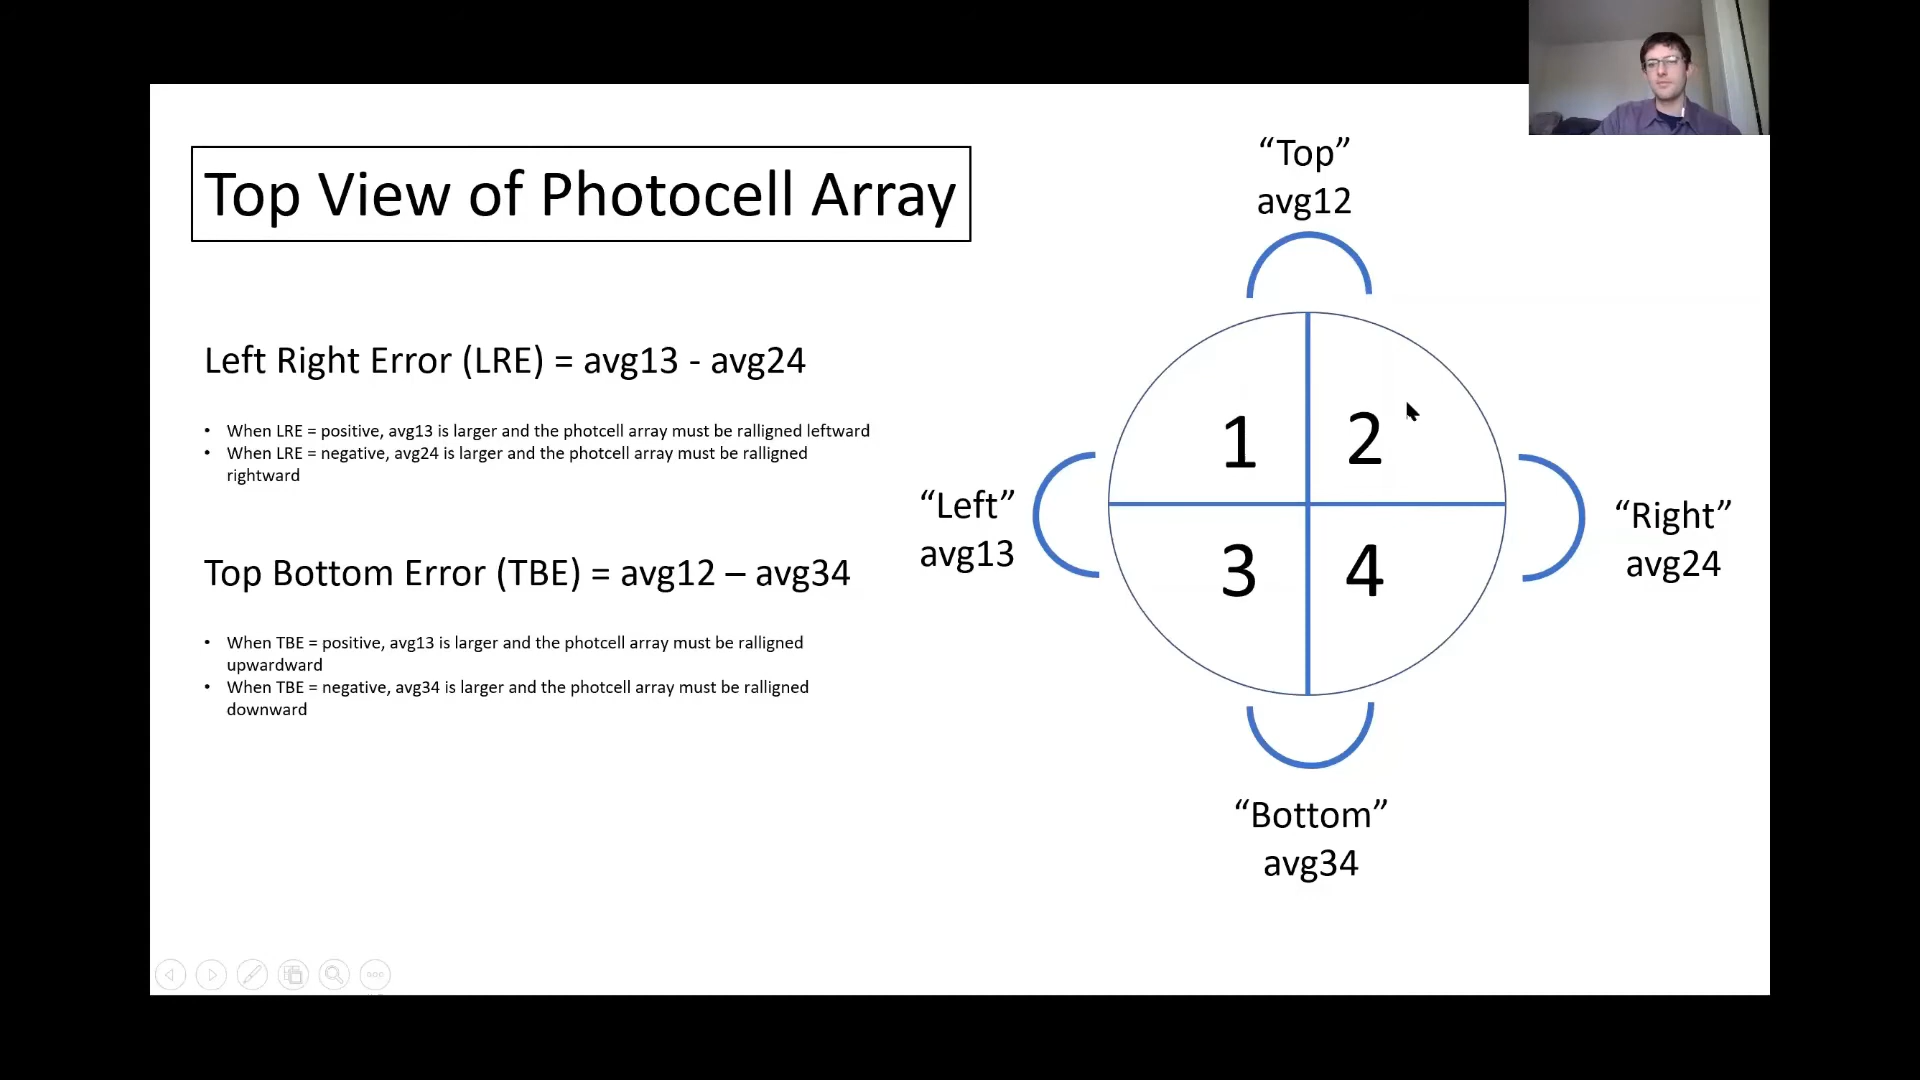 Top View of Photocell Array
Left Right Error (LRE) = avg13 - avg24
• When LRE = positive, avg13 is larger and the photcell array must be ralligned leftward
• When LRE = negative, avg24 is larger and the photcell array must be ralligned
rightward
Top Bottom Error (TBE) = avg12 – avg34
• When TBE = positive, avg13 is larger and the photcell array must be ralligned
upwardward
• When TBE = negative, avg34 is larger and the photcell array must be ralligned
downward
“Top”
avg12
1
2
“Left”
avg13
“Right”
avg24
3
4
“Bottom”
avg34